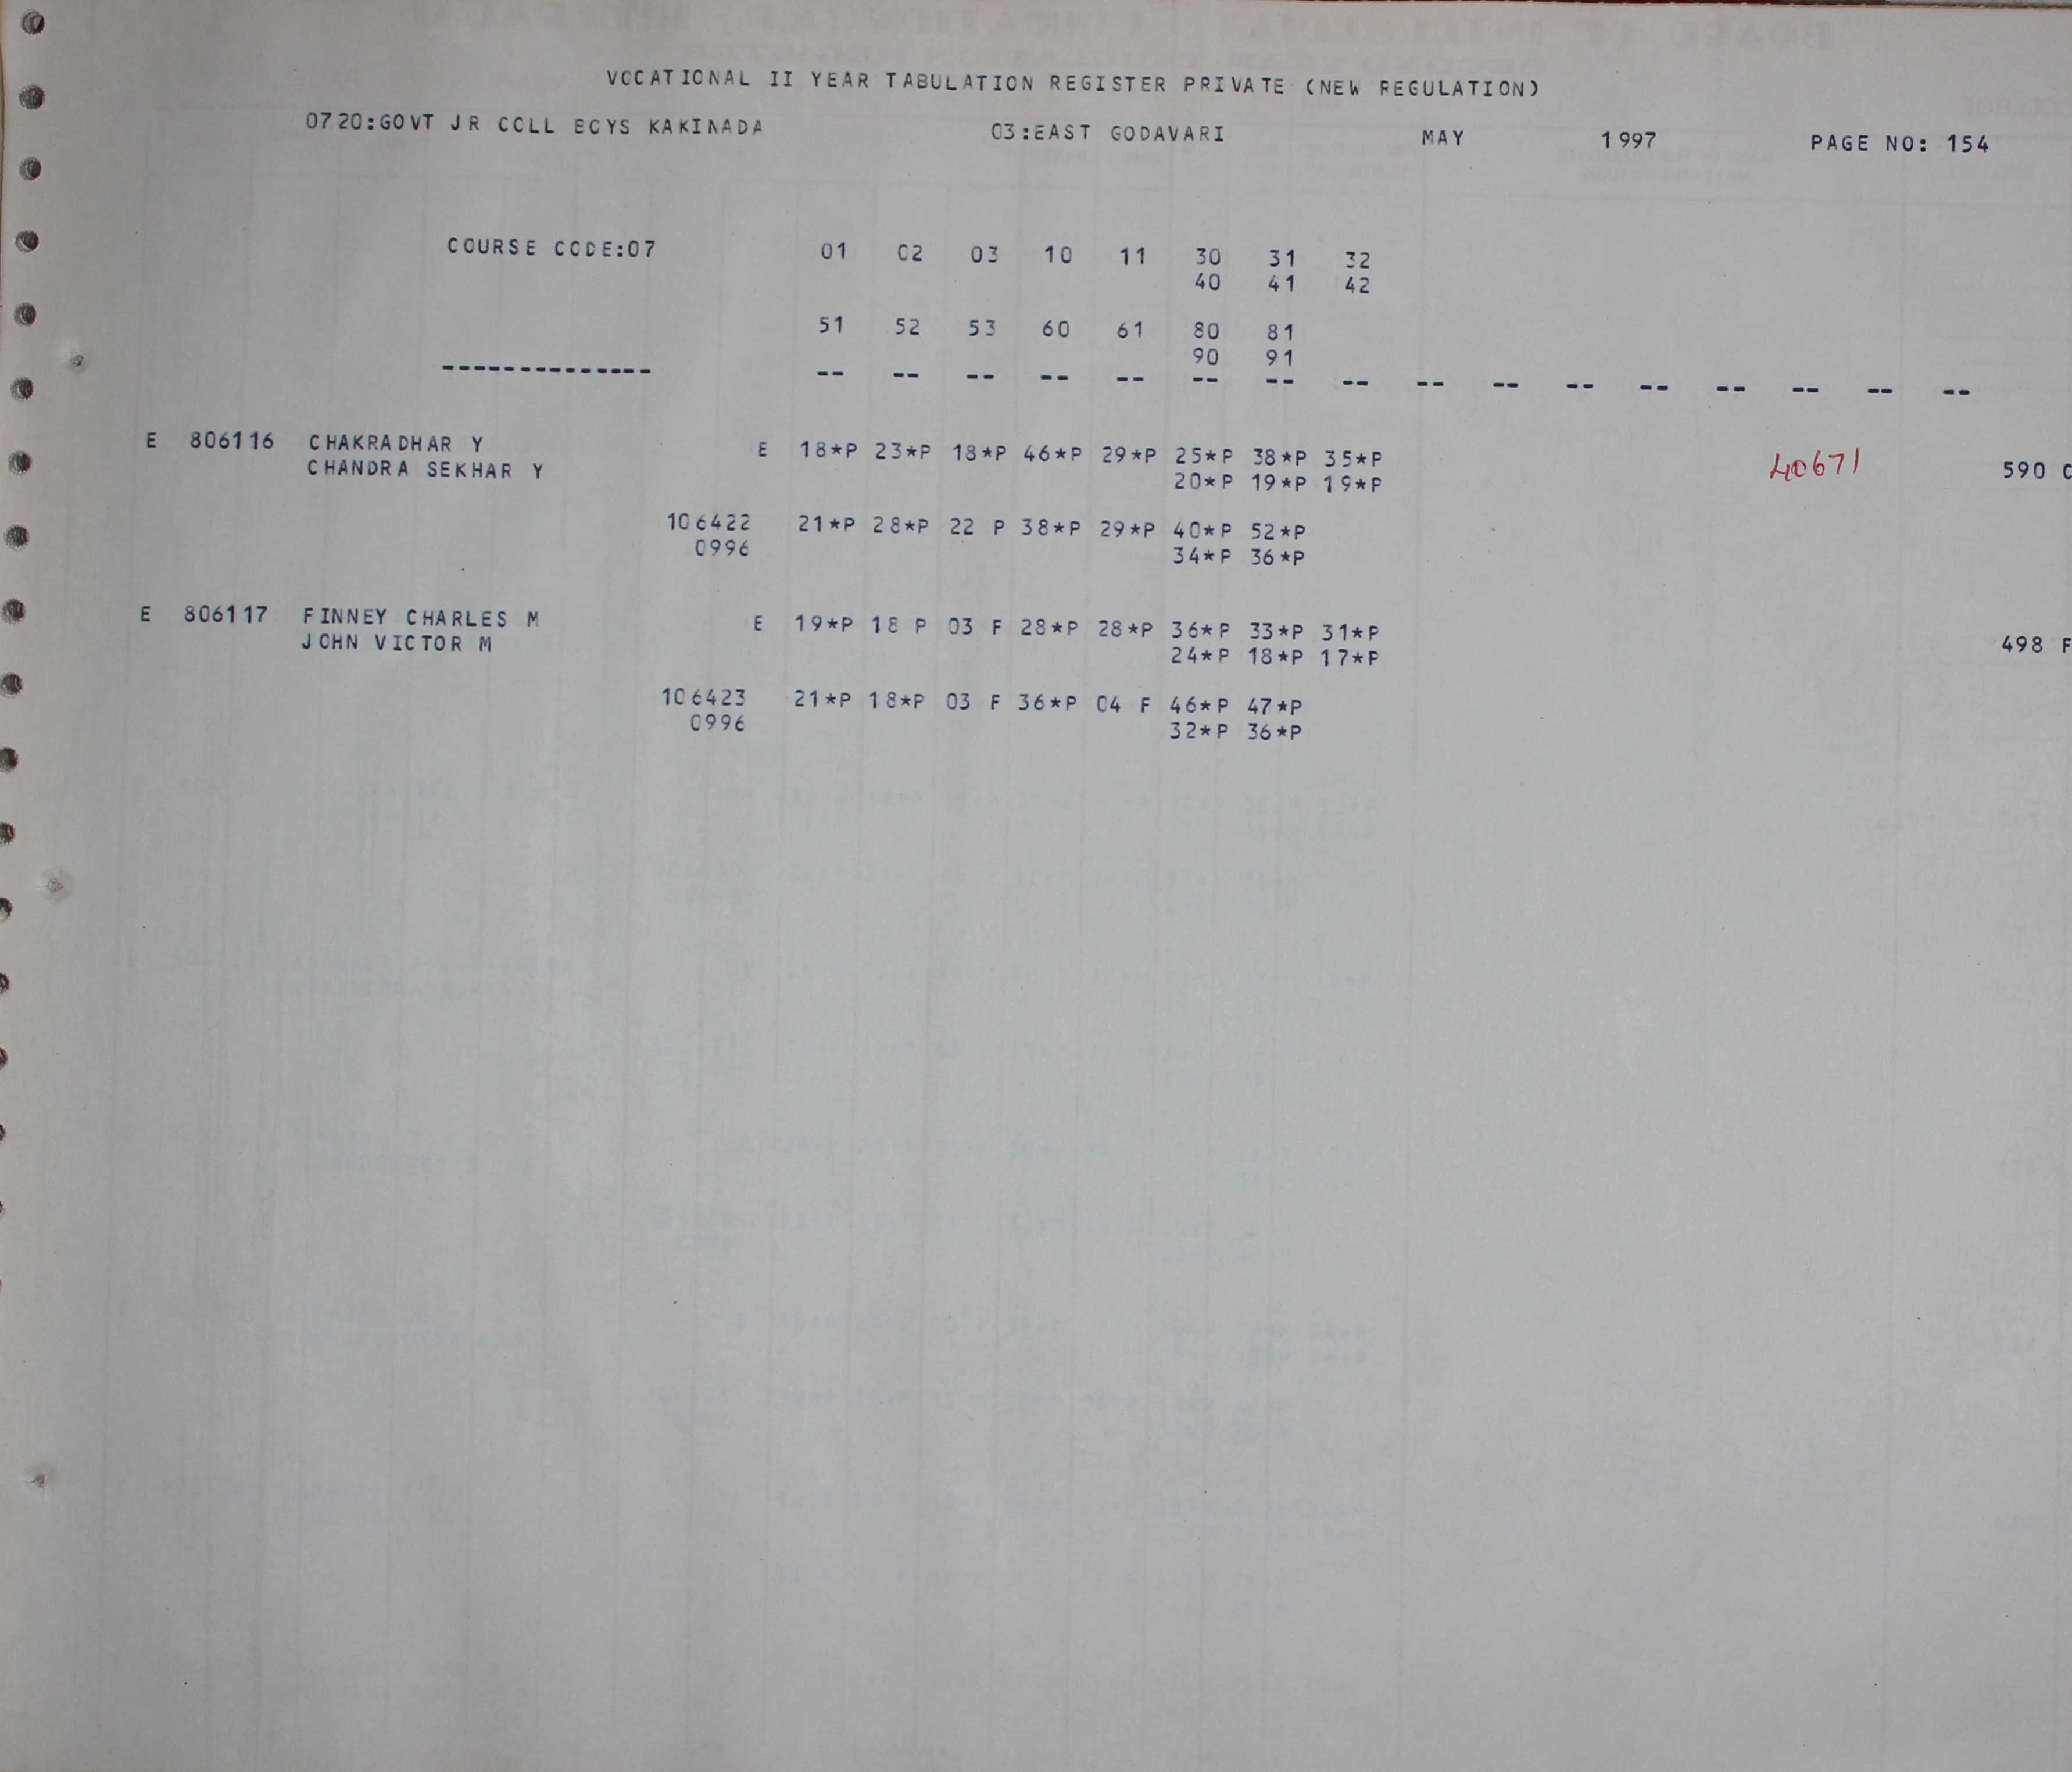 VOCATIONAL II YEAR TABULATION REGISTER PRIVATE (NEW REGULATION)
0720:GOVT JR COLL BOYS KAKINADA 03:EAST GODAVARI MAY 1997 PAGE NO: 154
COURSE CODE:07 01 02 03 10 11 30 31 32
40 41 42
51 52 53 60 61 80 81
90 91
-------------- -- -- -- -- -- -- -- -- -- -- -- -- -- -- -- --
E 806116 CHAKRADHAR Y E 18*P 23*P 18*P 46*P 29*P 25*P 38*P 35*P 40671 590 C
CHANDRA SEKHAR Y 20*P 19*P 19*P
106422 21*P 28*P 22 P 38*P 29*P 40*P 52*P
0996 34*P 36*P
E 806117 FINNEY CHARLES M E 19*P 18 P 03 F 28*P 28*P 36*P 33*P 31*P 498 F
JOHN VICTOR M 24*P 18*P 17*P
106423 21*P 18*P 03 F 36*P 04 F 46*P 47*P
0996 32*P 36*P